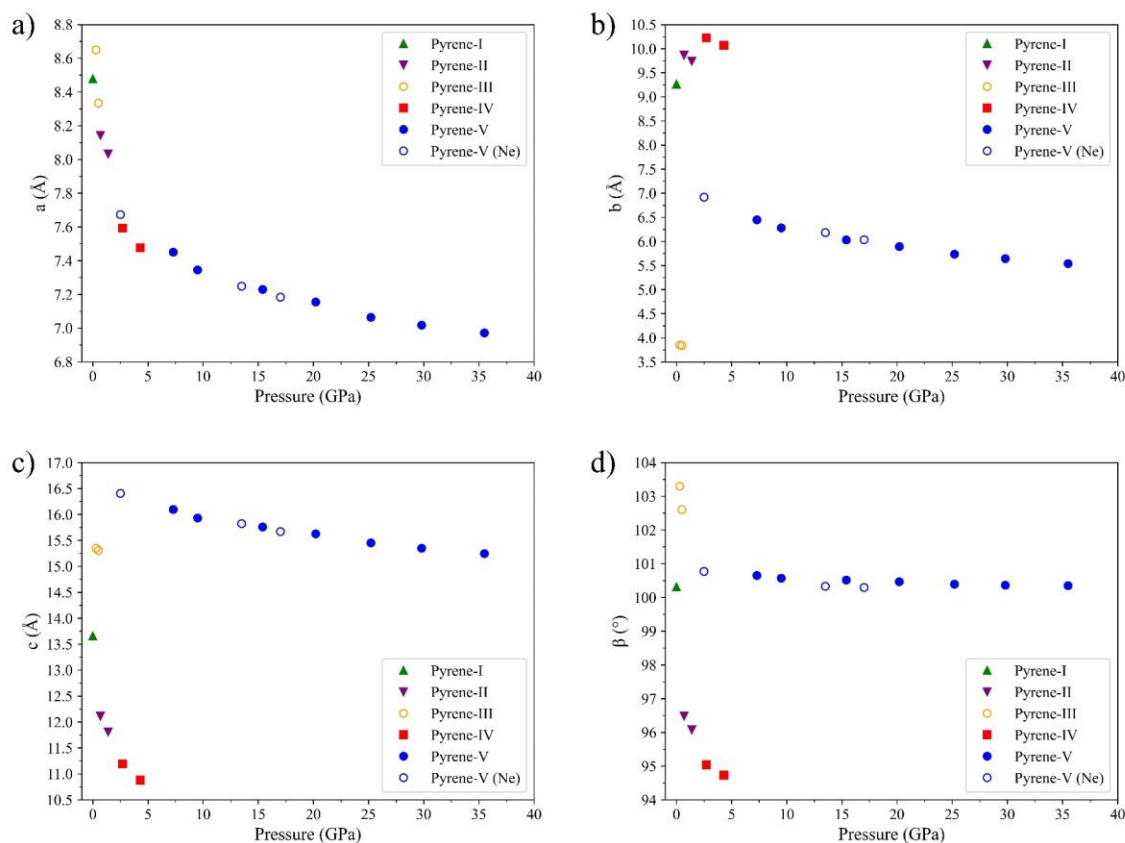 a)
8.8
8.6
8.4
8.2
8.0
7.8
7.6
7.4
7.2
7.0
6.8
a (Å)
0 5 10 15 20 25 30 35 40
Pressure (GPa)
Pyrene-I
Pyrene-II
Pyrene-III
Pyrene-IV
Pyrene-V
Pyrene-V (Ne)
b)
10.5
10.0
9.5
9.0
8.5
8.0
7.5
7.0
6.5
6.0
5.5
5.0
4.5
4.0
3.5
b (Å)
0 5 10 15 20 25 30 35 40
Pressure (GPa)
Pyrene-I
Pyrene-II
Pyrene-III
Pyrene-IV
Pyrene-V
Pyrene-V (Ne)
c)
17.0
16.5
16.0
15.5
15.0
14.5
14.0
13.5
13.0
12.5
12.0
11.5
11.0
10.5
c (Å)
0 5 10 15 20 25 30 35 40
Pressure (GPa)
Pyrene-I
Pyrene-II
Pyrene-III
Pyrene-IV
Pyrene-V
Pyrene-V (Ne)
d)
104
103
102
101
100
99
98
97
96
95
94
β (°)
0 5 10 15 20 25 30 35 40
Pressure (GPa)
Pyrene-I
Pyrene-II
Pyrene-III
Pyrene-IV
Pyrene-V
Pyrene-V (Ne)